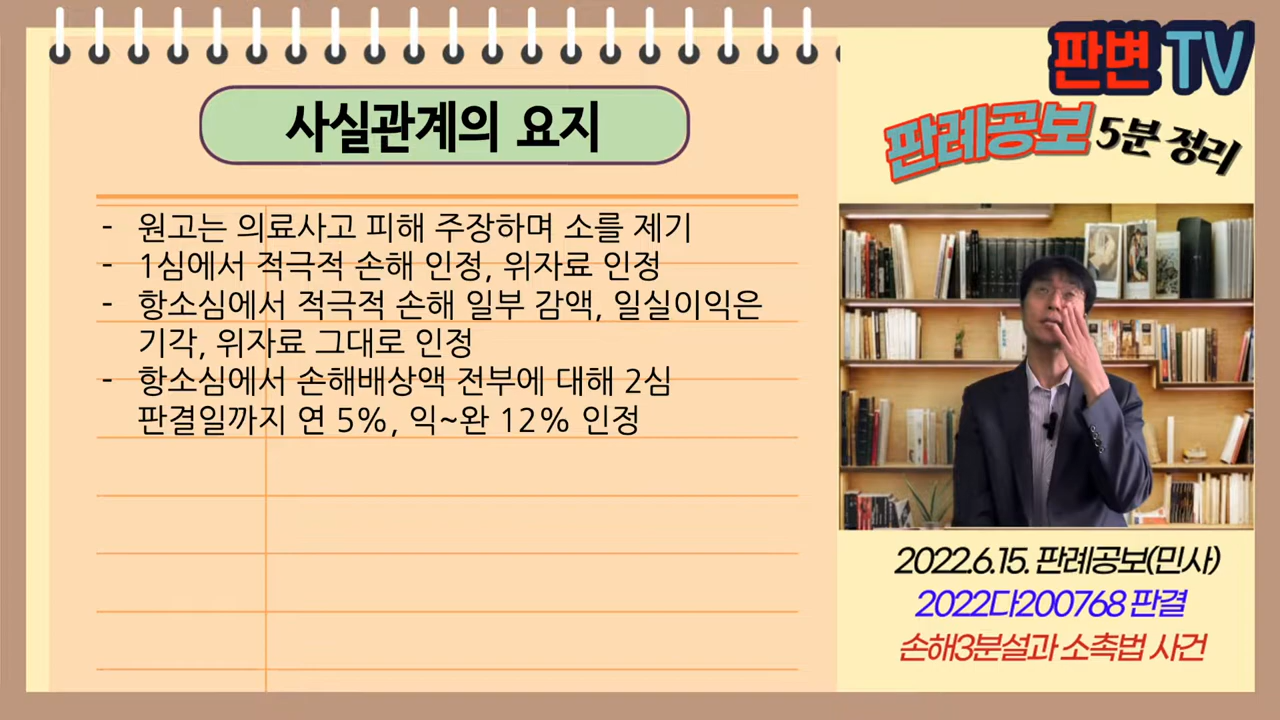 사실관계의 요지
- 원고는 의료사고 피해 주장하며 소를 제기
- 1심에서 적극적 손해 인정, 위자료 인정
- 항소심에서 적극적 손해 일부 감액, 일실이익은
기각, 위자료 그대로 인정
- 항소심에서 손해배상액 전부에 대해 2심
판결일까지 연 5%, 익~완 12% 인정
판변 TV
판례공보 5분 정리
2022.6.15. 판례공보(민사)
2022다200768 판결
손해3분설과 소촉법 사건